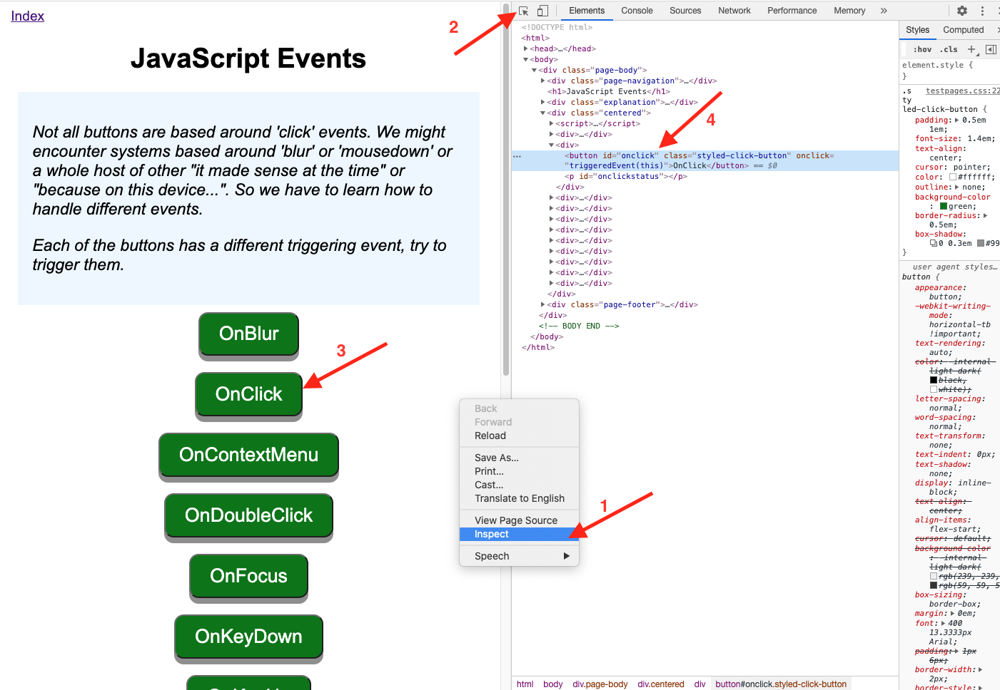 Index
JavaScript Events
Not all buttons are based around 'click' events. We might
encounter systems based around 'blur' or 'mousedown' or
a whole host of other "it made sense at the time" or
"because on this device...". So we have to learn how to
handle different events.
Each of the buttons has a different triggering event, try to
trigger them.
OnBlur
OnClick
OnContextMenu
OnDoubleClick
OnFocus
OnKeyDown
2
3
1
4
Back
Forward
Reload
Save As...
Print...
Cast...
Translate to English
View Page Source
Inspect
Speech
Elements Console Sources Network Performance Memory »
<!DOCTYPE html>
<html>
<head>…</head>
<body>
<div class="page-body">
<div class="page-navigation">…</div>
<h1>JavaScript Events</h1>
<div class="explanation">…</div>
<div class="centered">
<script>…</script>
<div>…</div>
<div>
<button id="onclick" class="styled-click-button" onclick=
"triggeredEvent(this)">OnClick</button> == $0
<p id="onclickstatus"></p>
</div>
<div>…</div>
<div>…</div>
<div>…</div>
<div>…</div>
<div>…</div>
<div>…</div>
<div>…</div>
<div>…</div>
<div>…</div>
</div>
<div class="page-footer">…</div>
</div>
<!-- BODY END -->
</body>
</html>
html body div.page-body div.centered div button#onclick.styled-click-button
Styles Computed
:hov .cls +
element.style {
}
.s testpages.css:22
ty
led-click-button {
padding: 0.5em
1em;
font-size: 1.4em;
text-align:
center;
cursor: pointer;
color: #ffffff;
outline: none;
background-color
: green;
border-radius:
0.5em;
box-shadow:
0 0.3em #99
}
user agent styles…
button {
appearance:
button;
-webkit-writing-
mode:
horizontal-tb
!important;
text-rendering:
auto;
color: -internal-
light-dark(
black,
white);
letter-spacing:
normal;
word-spacing:
normal;
text-transform:
none;
text-indent: 0px;
text-shadow:
none;
display: inline-
block;
text-align:
center;
align-items:
flex-start;
cursor: default;
background-color
: -internal-
light-dark(
rgb(239, 239,
rgb(59, 59, 5
box-sizing:
border-box;
margin: 0em;
font: 400
13.3333px
Arial;
padding: 1px
6px;
border-width:
2px;
border-style: